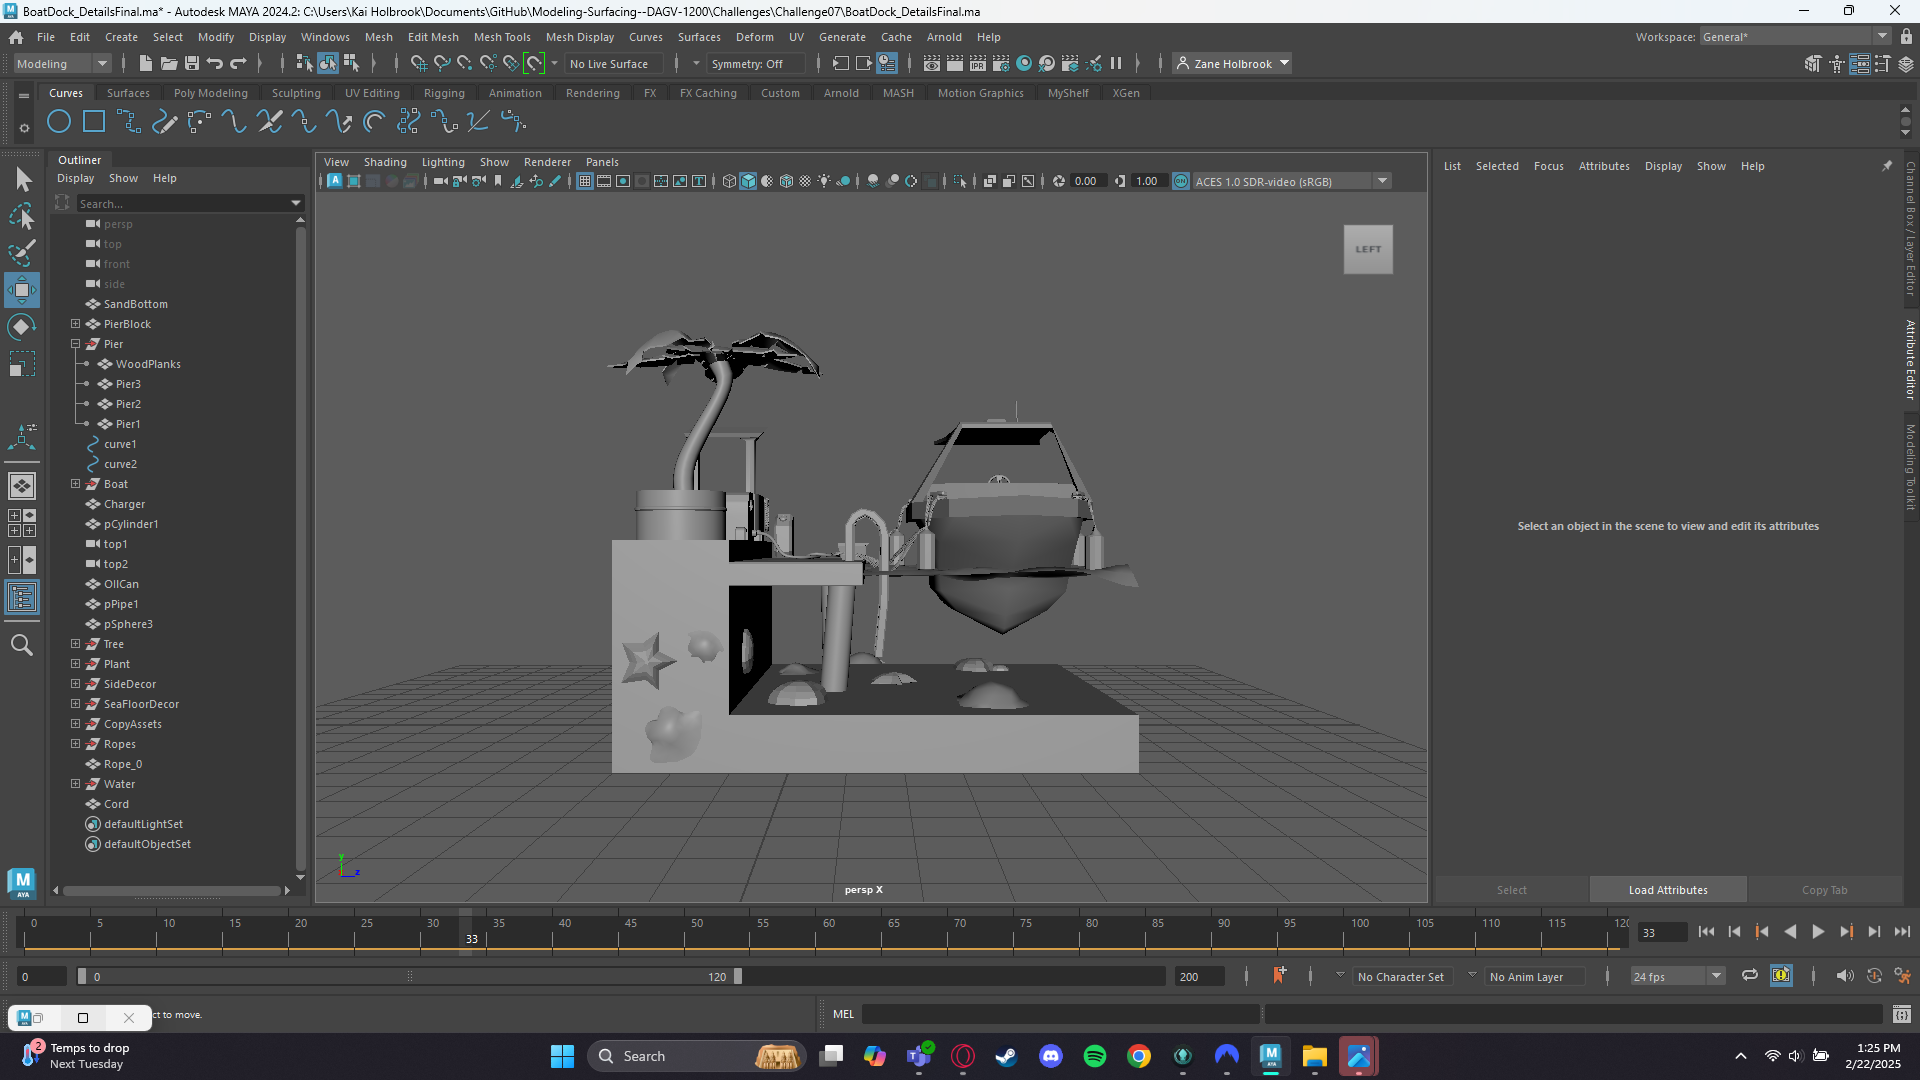 BoatDock_DetailsFinal.ma* - Autodesk MAYA 2024.2: C:\Users\Kai Holbrook\Documents\GitHub\Modeling-Surfacing--DAGV-1200\Challenges\Challenge07\BoatDock_DetailsFinal.ma
File Edit Create Select Modify Display Windows Mesh Edit Mesh Mesh Tools Mesh Display Curves Surfaces Deform UV Generate Cache Arnold Help
Workspace: General*
Modeling No Live Surface Symmetry: Off Zane Holbrook
Curves Surfaces Poly Modeling Sculpting UV Editing Rigging Animation Rendering FX FX Caching Custom Arnold MASH Motion Graphics MyShelf XGen
Outliner
Display Show Help
Search...
persp
top
front
side
SandBottom
PierBlock
Pier
WoodPlanks
Pier3
Pier2
Pier1
curve1
curve2
Boat
Charger
pCylinder1
top1
top2
OIlCan
pPipe1
pSphere3
Tree
Plant
SideDecor
SeaFloorDecor
CopyAssets
Ropes
Rope_0
Water
Cord
defaultLightSet
defaultObjectSet
View Shading Lighting Show Renderer Panels
0.00 1.00 ACES 1.0 SDR-video (sRGB)
LEFT
y
z
persp X
List Selected Focus Attributes Display Show Help
Select an object in the scene to view and edit its attributes
Select Load Attributes Copy Tab
Channel Box / Layer Editor
Attribute Editor
Modeling Toolkit
0 5 10 15 20 25 30 35 40 45 50 55 60 65 70 75 80 85 90 95 100 105 110 115 120
33
33
0 0 120 200 No Character Set No Anim Layer 24 fps
ct to move.
MEL
M
AYA
2
Temps to drop
Next Tuesday
Search
1:25 PM
2/22/2025